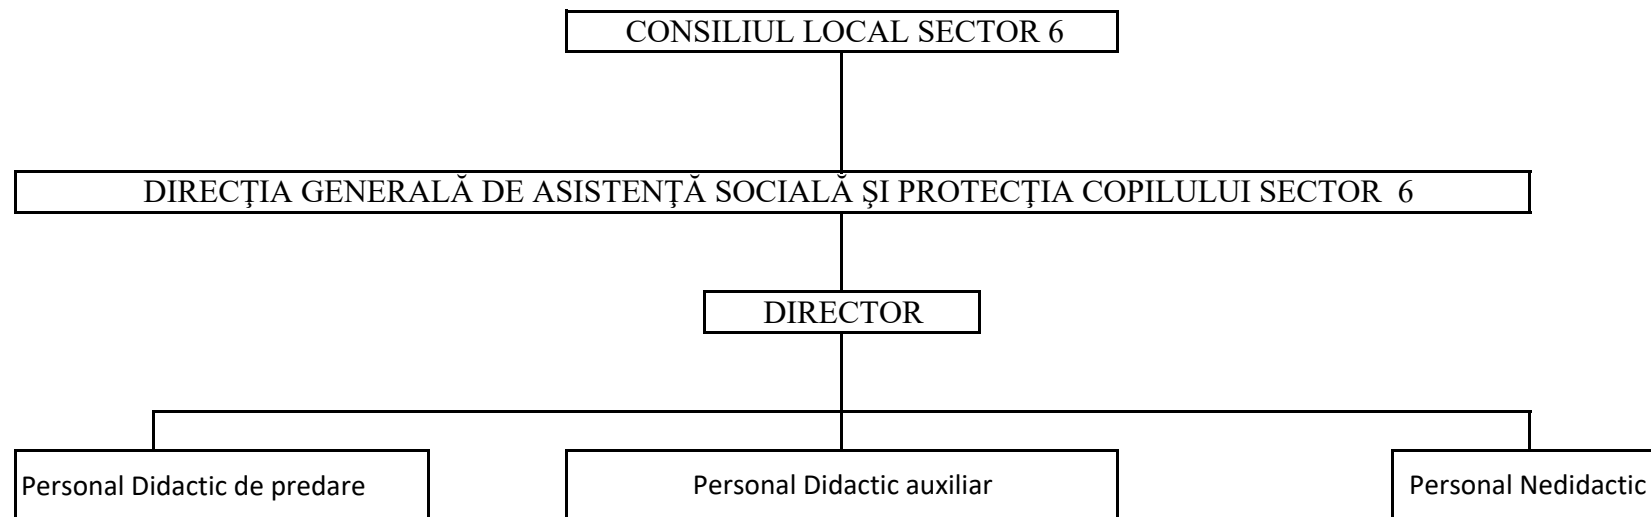 CONSILIUL LOCAL SECTOR 6
DIRECŢIA GENERALĂ DE ASISTENŢĂ SOCIALĂ ŞI PROTECŢIA COPILULUI SECTOR 6
DIRECTOR
Personal Didactic de predare
Personal Didactic auxiliar
Personal Nedidactic